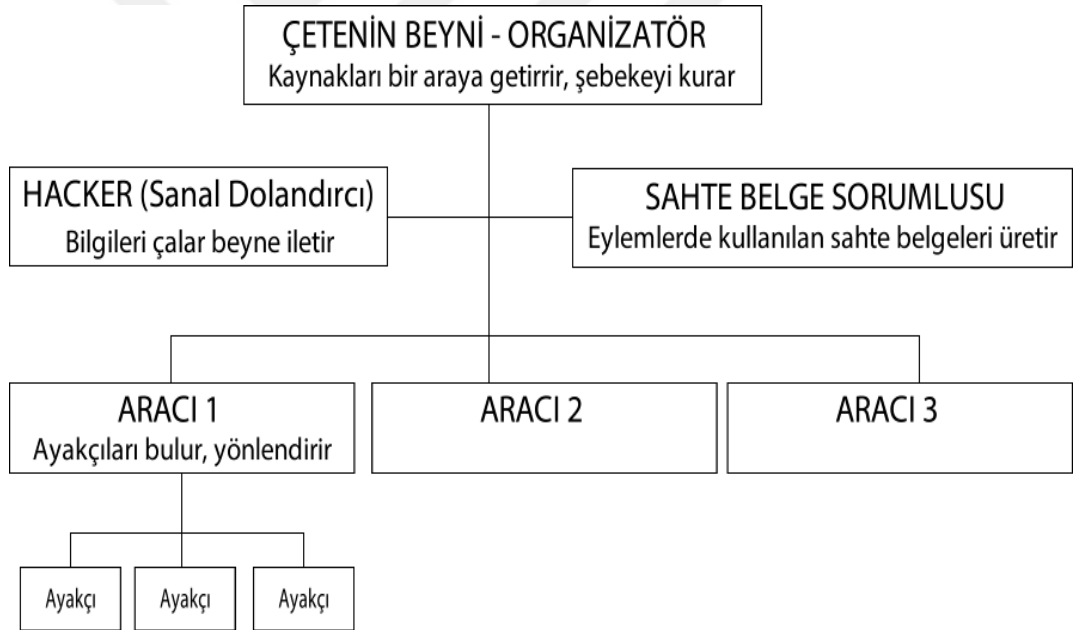 ÇETENİN BEYNİ - ORGANİZATÖR
Kaynakları bir araya getirrir, şebekeyi kurar
HACKER (Sanal Dolandırcı)
Bilgileri çalar beyne iletir
SAHTE BELGE SORUMLUSU
Eylemlerde kullanılan sahte belgeleri üretir
ARACI 1
Ayakçıları bulur, yönlendirir
ARACI 2
ARACI 3
Ayakçı
Ayakçı
Ayakçı